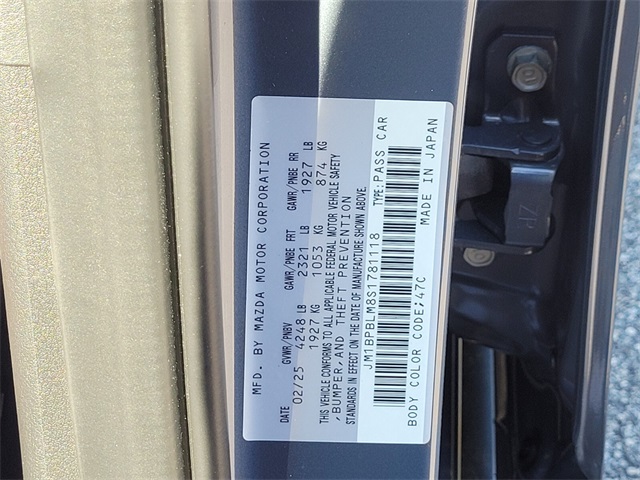 MFD. BY MAZDA MOTOR CORPORATION
DATE GVWR/PNBV GAWR/PNBE FRT GAWR/PNBE RR
02/25 4248 LB 2321 LB 1927 LB
1927 KG 1053 KG 874 KG
THIS VEHICLE CONFORMS TO ALL APPLICABLE FEDERAL MOTOR VEHICLE SAFETY
,BUMPER,AND THEFT PREVENTION
STANDARDS IN EFFECT ON THE DATE OF MANUFACTURE SHOWN ABOVE.
JM1BPBLM8S1781118 TYPE:PASS CAR
BODY COLOR CODE:47C MADE IN JAPAN